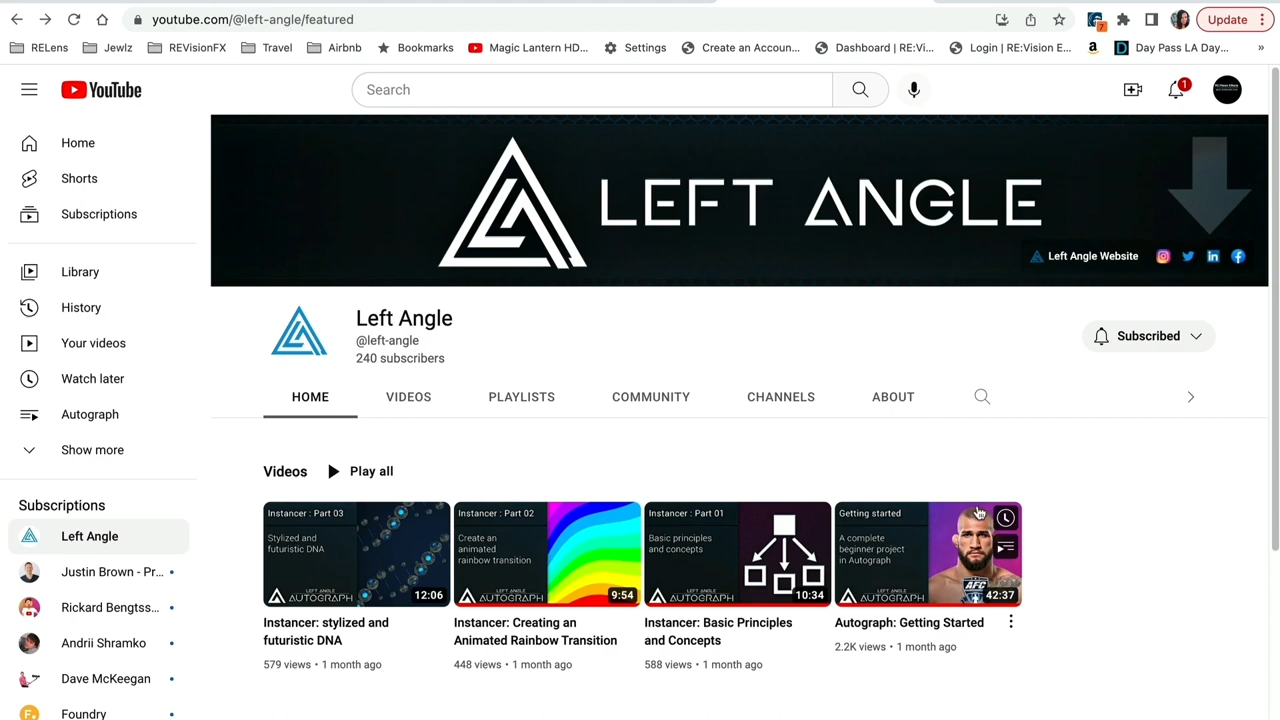 youtube.com/@left-angle/featured
7
Update
RELens
Jewlz
REVisionFX
Travel
Airbnb
Bookmarks
Magic Lantern HD...
Settings
Create an Accoun...
Dashboard | RE:Vi...
Login | RE:Vision E...
Day Pass LA Day...
»
YouTube
Search
1
Home
Shorts
Subscriptions
Library
History
Your videos
Watch later
Autograph
Show more
Subscriptions
Left Angle
Justin Brown - Pr...
Rickard Bengtss...
Andrii Shramko
Dave McKeegan
Foundry
LEFT ANGLE
Left Angle Website
Left Angle
@left-angle
240 subscribers
Subscribed
HOME
VIDEOS
PLAYLISTS
COMMUNITY
CHANNELS
ABOUT
Videos
Play all
Instancer : Part 03
Stylized and
futuristic DNA
LEFT ANGLE
AUTOGRAPH
12:06
Instancer: stylized and
futuristic DNA
579 views • 1 month ago
Instancer : Part 02
Create an
animated
rainbow transition
LEFT ANGLE
AUTOGRAPH
9:54
Instancer: Creating an
Animated Rainbow Transition
448 views • 1 month ago
Instancer : Part 01
Basic principles
and concepts
LEFT ANGLE
AUTOGRAPH
10:34
Instancer: Basic Principles
and Concepts
588 views • 1 month ago
Getting started
A complete
beginner project
in Autograph
LEFT ANGLE
AUTOGRAPH
AFC
42:37
Autograph: Getting Started
2.2K views • 1 month ago